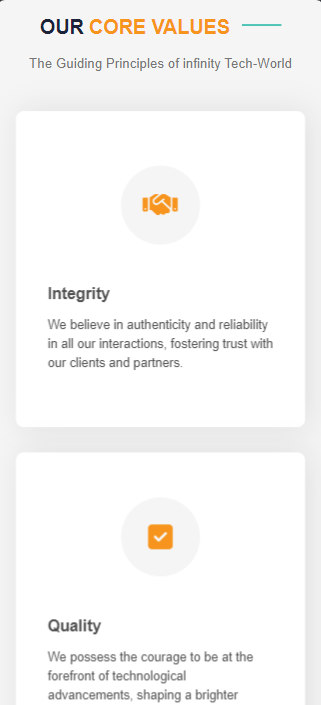 OUR CORE VALUES
The Guiding Principles of infinity Tech-World
Integrity
We believe in authenticity and reliability
in all our interactions, fostering trust with
our clients and partners.
Quality
We possess the courage to be at the
forefront of technological
advancements, shaping a brighter